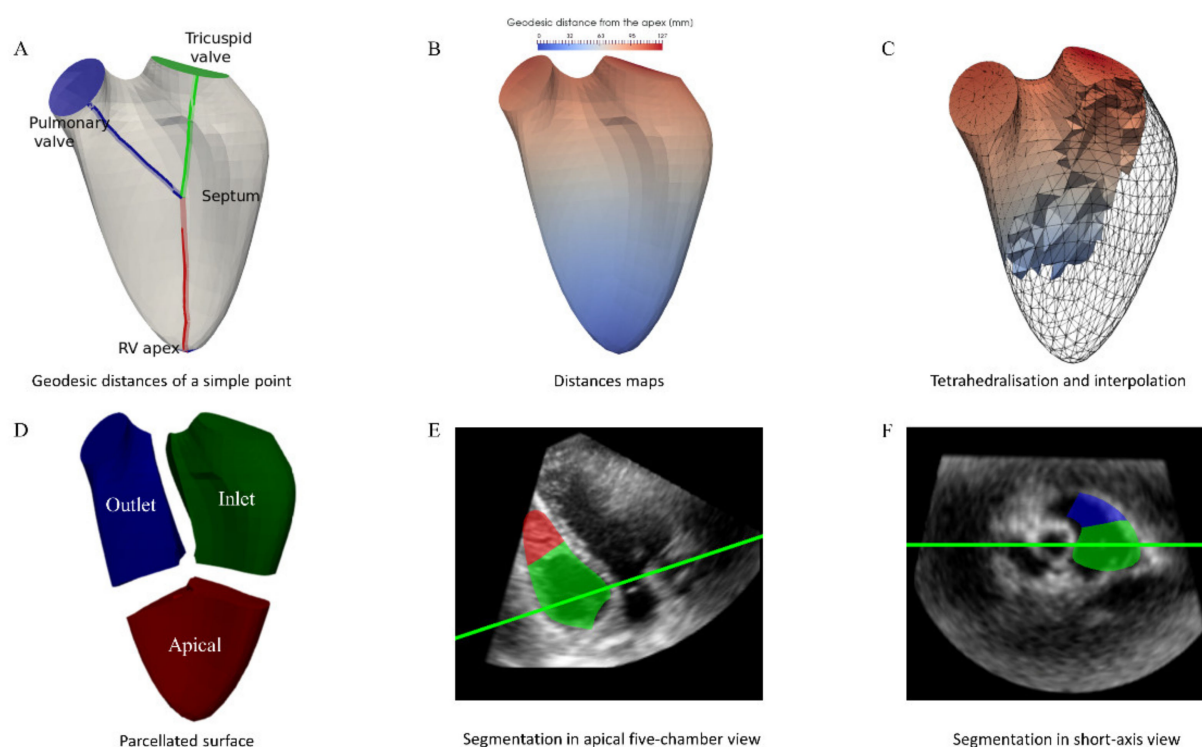 A
Tricuspid
valve
Pulmonary
valve
Septum
RV apex
Geodesic distances of a simple point
B
Geodesic distance from the apex (mm)
0 32 63 95 127
Distances maps
C
Tetrahedralisation and interpolation
D
Outlet
Inlet
Apical
Parcellated surface
E
Segmentation in apical five-chamber view
F
Segmentation in short-axis view